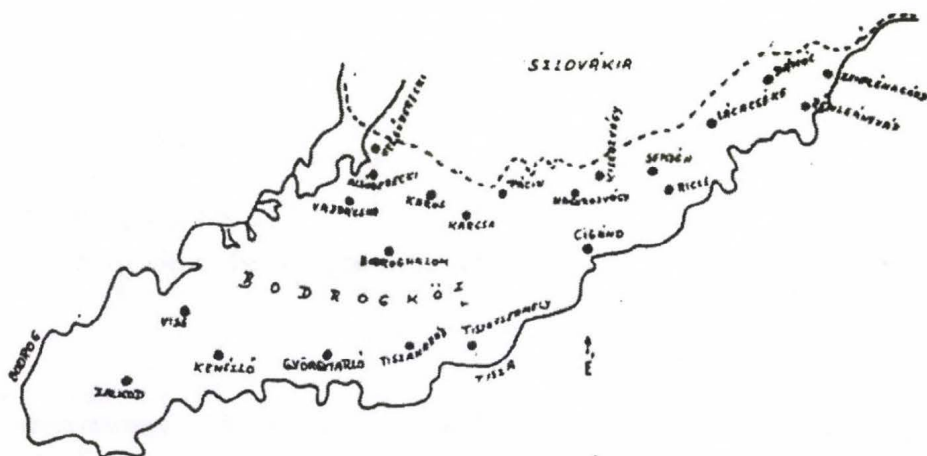 SZLOVÁKIA
DÁMÓC
ZEMPLÉNAGÁRD
LÁCACSÉKE
RÉVLEÁNYVÁR
FELSŐBERECKI
KISROZVÁGY
SEMJÉN
ALSÓBERECKI
PÁCIN
KAROS
NAGYROZVÁGY
RICSE
VAJDÁCSKA
KARCSA
CIGÁND
BODROGHALOM
BODROGKÖZ
VISS
TISZACSERMELY
TISZAKARÁD
BODROG
KENÉZLŐ
GYÖRGYTARLÓ
TISZA
É
ZALKOD